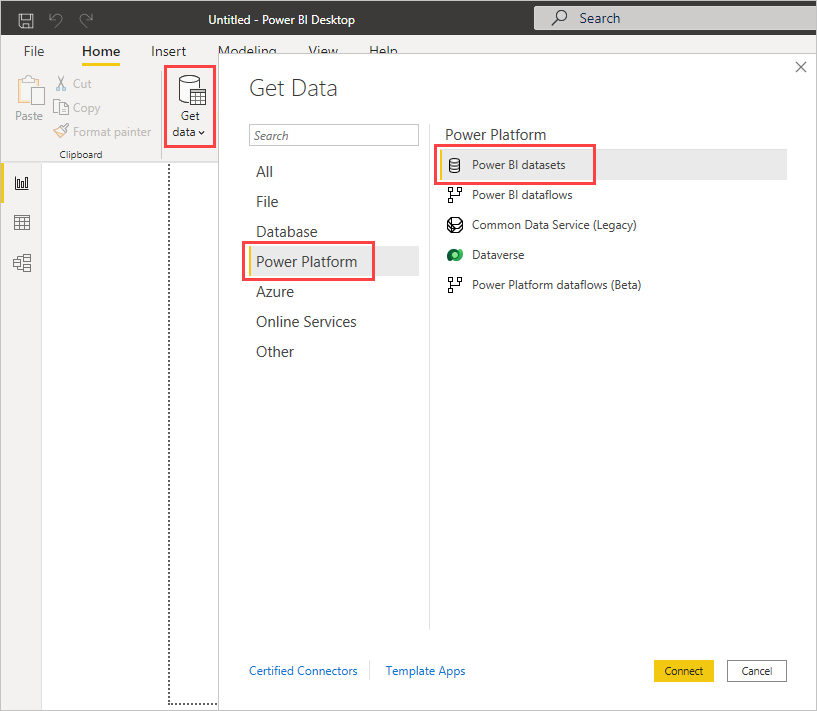 Untitled - Power BI Desktop
Search
File
Home
Insert
Modeling
View
Help
Paste
Cut
Copy
Format painter
Clipboard
Get
data
Get Data
Search
All
File
Database
Power Platform
Azure
Online Services
Other
Power Platform
Power BI datasets
Power BI dataflows
Common Data Service (Legacy)
Dataverse
Power Platform dataflows (Beta)
Certified Connectors
Template Apps
Connect
Cancel